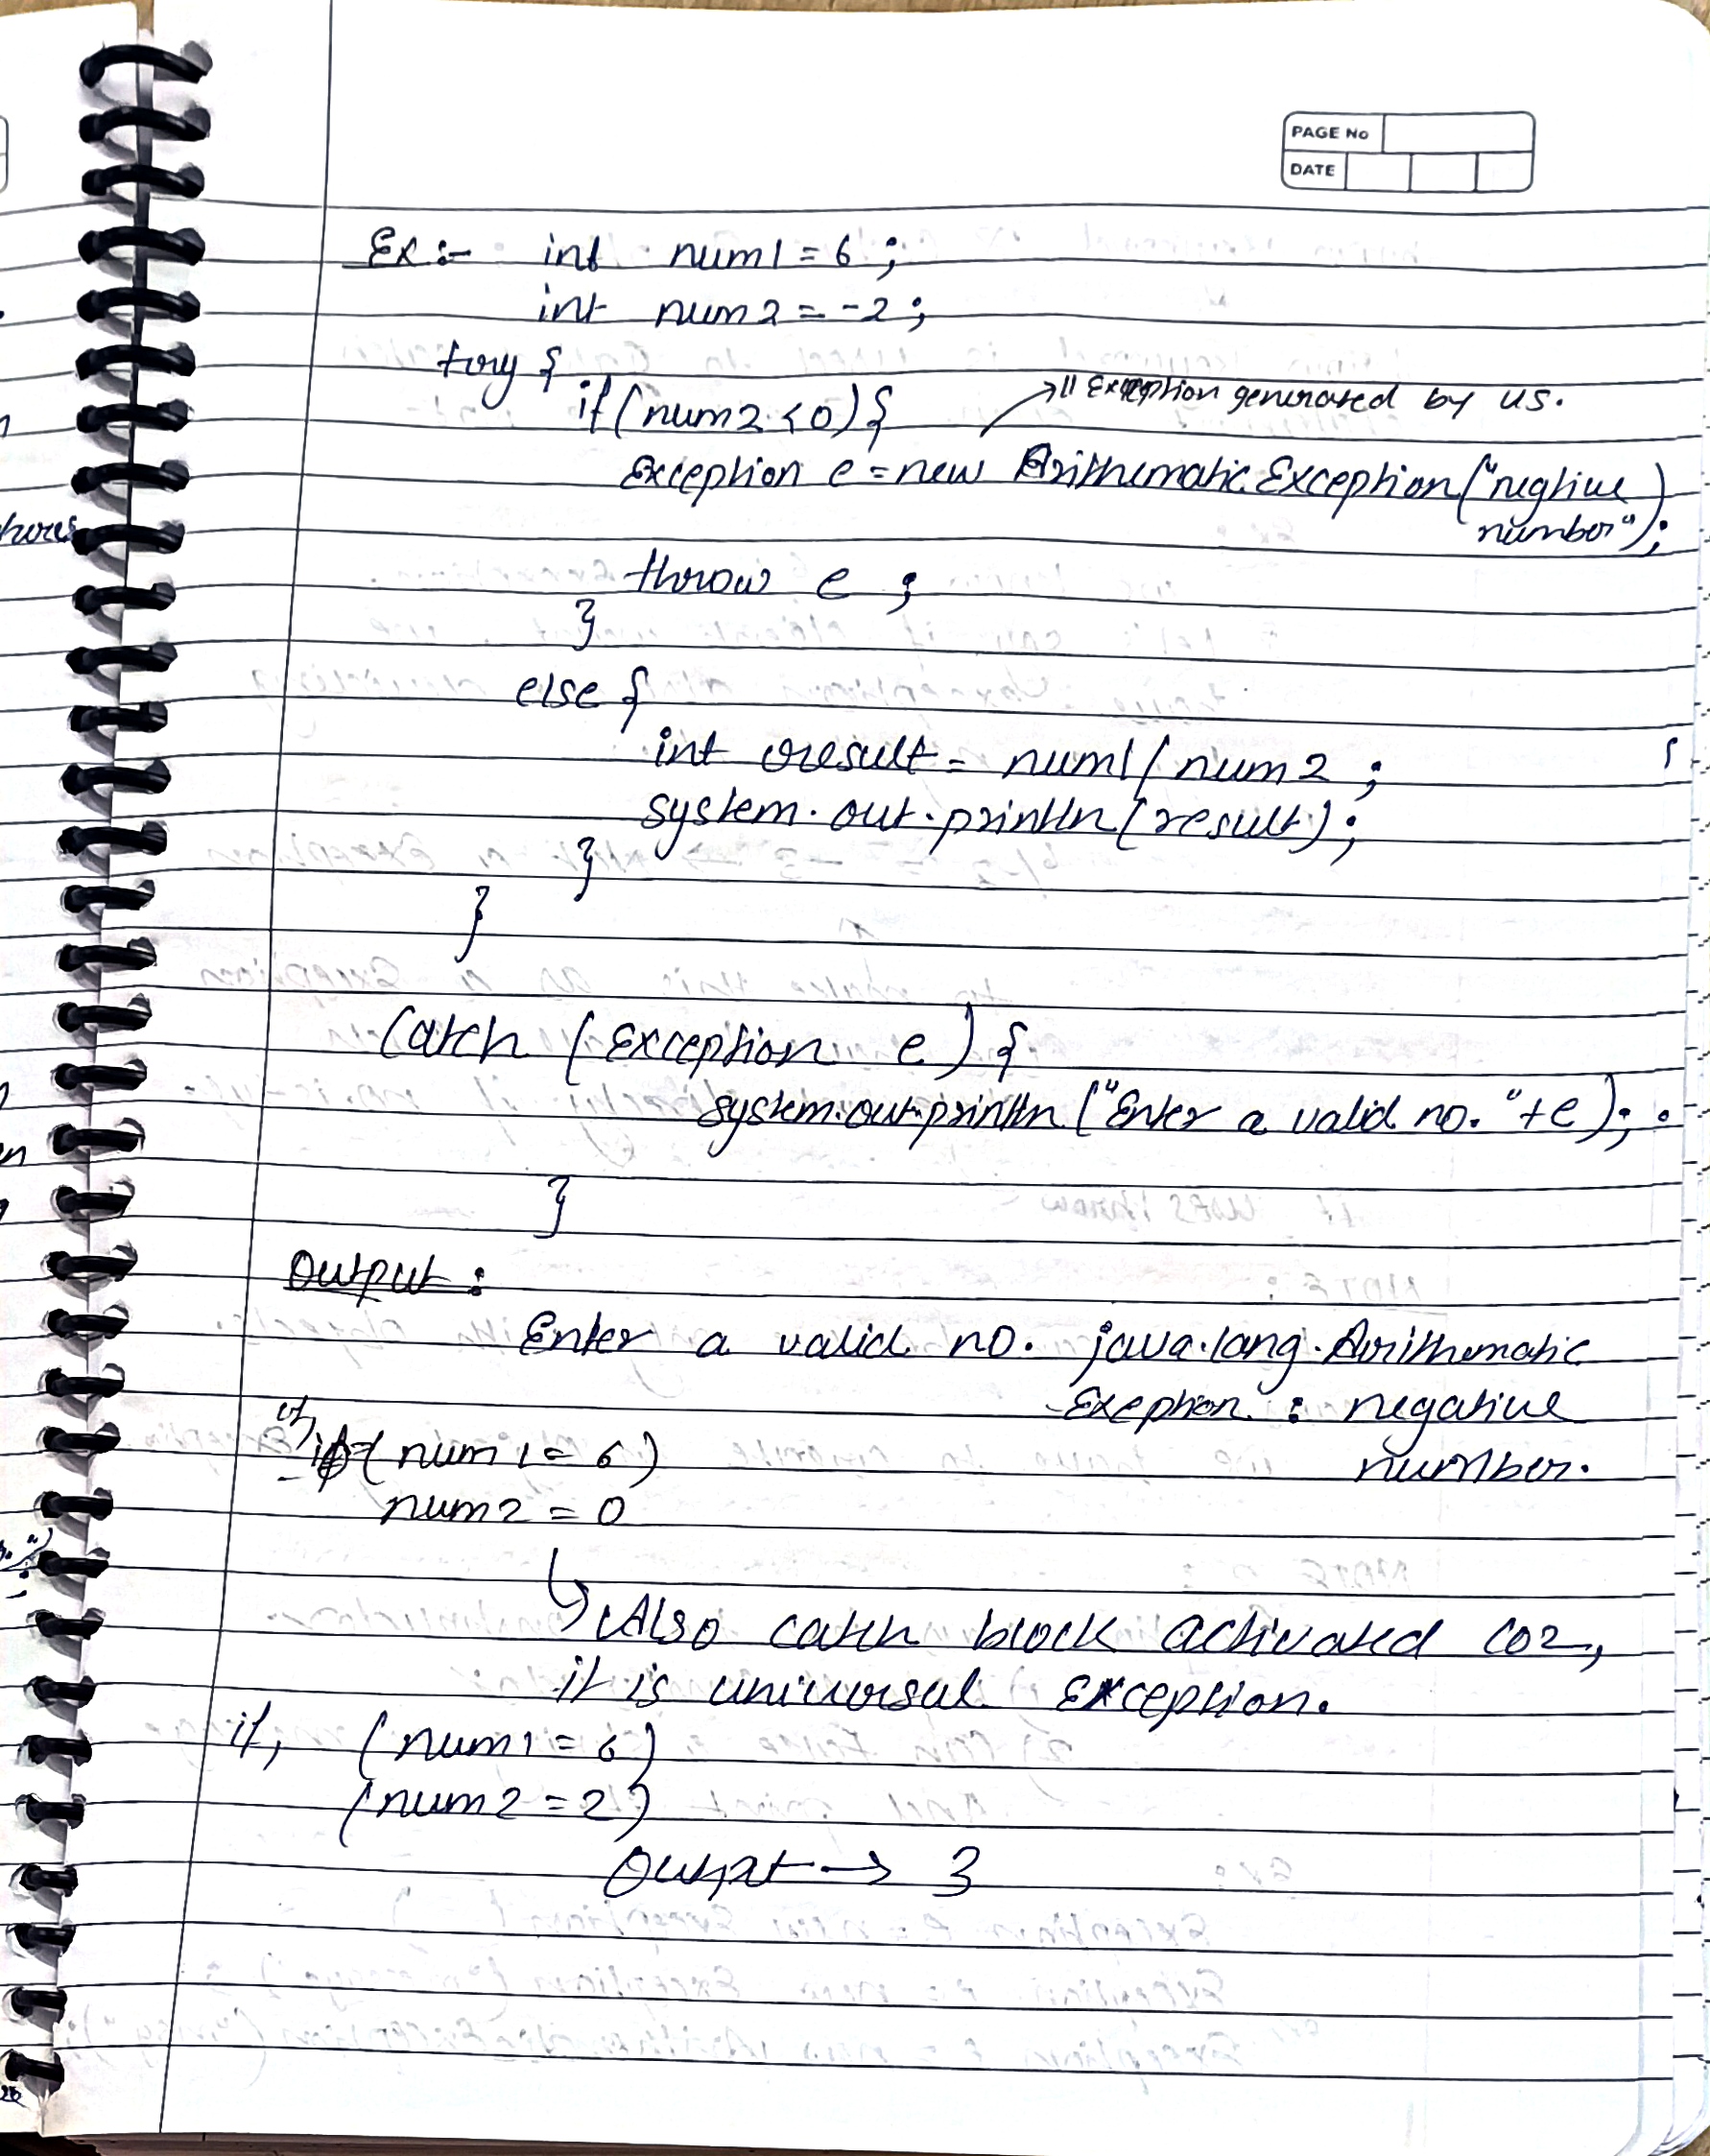 PAGE No
DATE
Ex :- int num1 = 6 ;
int num2 = -2 ;
try {
if ( num2 < 0 ) { // Exception generated by us.
Exception e = new ArithematicException ("negtive
number") ;
throw e ;
}
else {
int result = num1 / num2 ;
system.out.println ( result ) ;
}
}
Catch ( Exception e ) {
system.out.println ("Enter a valid no. " + e ) ;
}
Output :
Enter a valid no. java.lang.Arithematic
Exeption : negative
number.
if, ( num1 = 6 )
num2 = 0
Also catch block activated coz,
it is universal exception.
if, ( num1 = 6 )
( num2 = 2 )
Output → 3